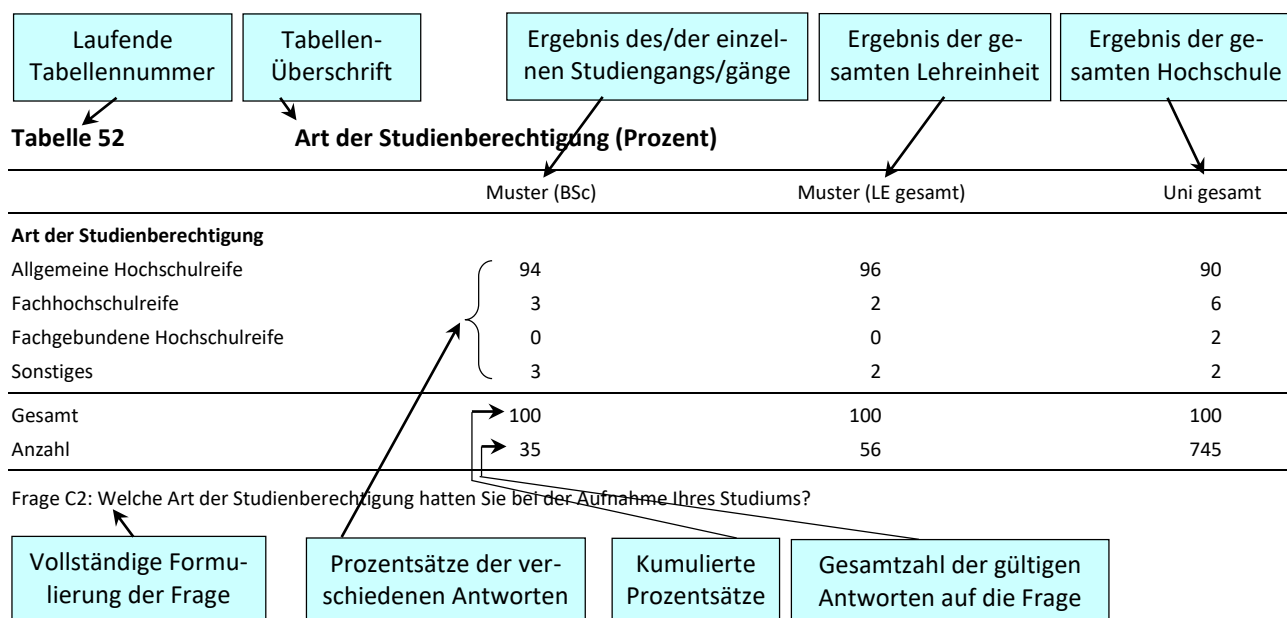 Laufende
Tabellennummer
Tabellen-
Überschrift
Ergebnis des/der einzel-
nen Studiengangs/gänge
Ergebnis der ge-
samten Lehreinheit
Ergebnis der ge-
samten Hochschule
Tabelle 52 Art der Studienberechtigung (Prozent)
Muster (BSc) Muster (LE gesamt) Uni gesamt
Art der Studienberechtigung
Allgemeine Hochschulreife 94 96 90
Fachhochschulreife 3 2 6
Fachgebundene Hochschulreife 0 0 2
Sonstiges 3 2 2
Gesamt 100 100 100
Anzahl 35 56 745
Frage C2: Welche Art der Studienberechtigung hatten Sie bei der Aufnahme Ihres Studiums?
Vollständige Formu-
lierung der Frage
Prozentsätze der ver-
schiedenen Antworten
Kumulierte
Prozentsätze
Gesamtzahl der gültigen
Antworten auf die Frage